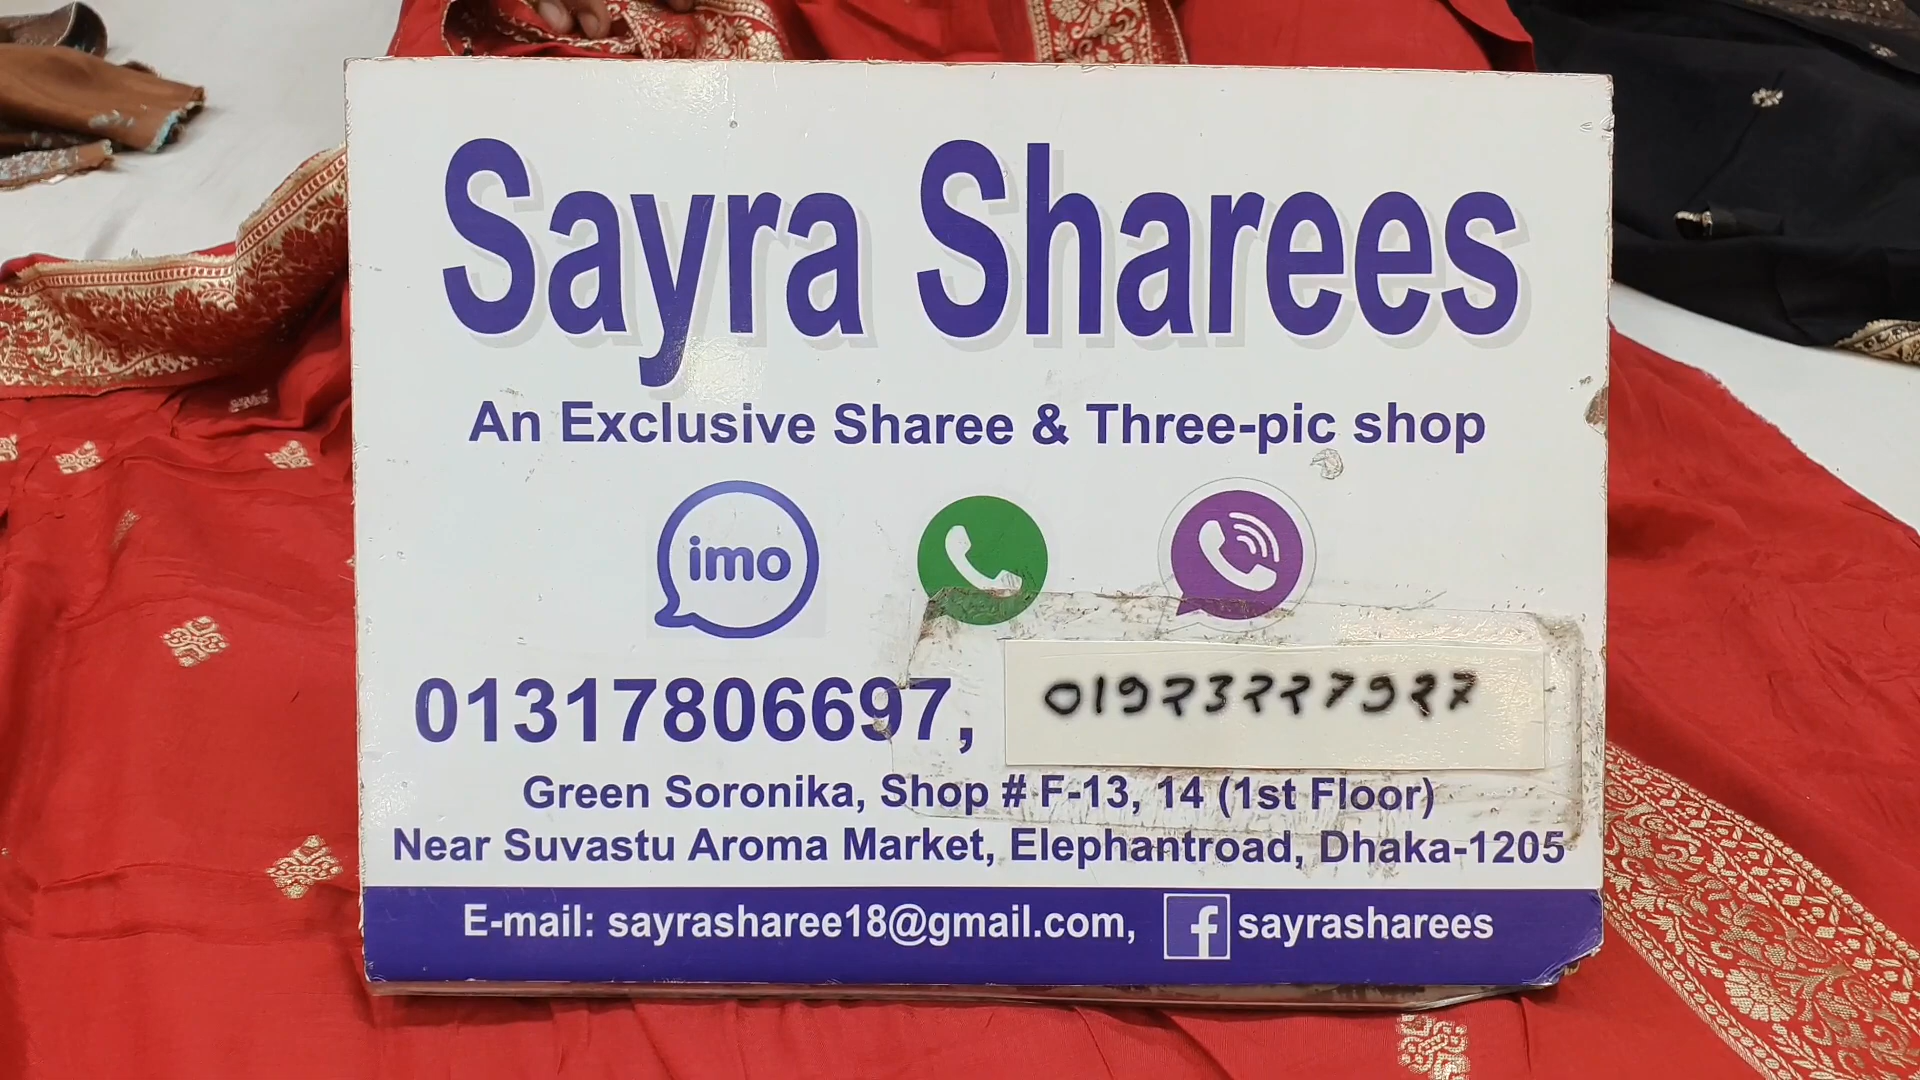 Sayra Sharees
An Exclusive Sharee & Three-pic shop
imo
01317806697, 01923227927
Green Soronika, Shop # F-13, 14 (1st Floor)
Near Suvastu Aroma Market, Elephantroad, Dhaka-1205
E-mail: sayrasharee18@gmail.com, f sayrasharees